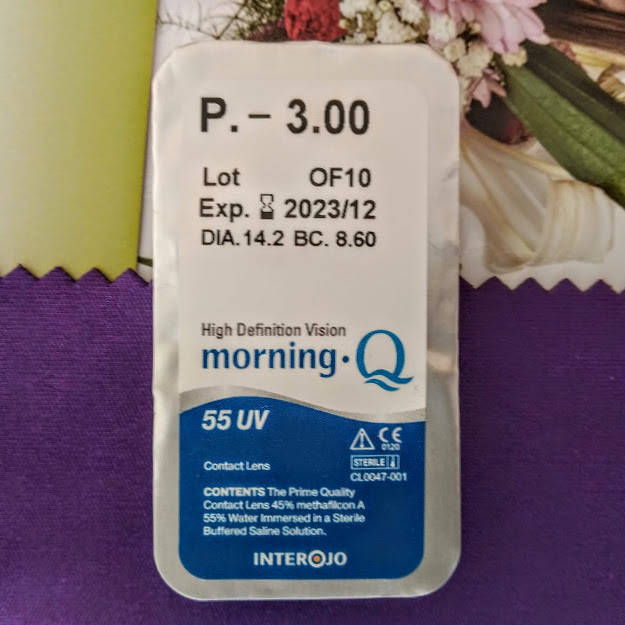 P. – 3.00
Lot OF10
Exp. 2023/12
DIA. 14.2 BC. 8.60
High Definition Vision
morning·Q
55 UV
CE
0120
STERILE
CL0047-001
Contact Lens
CONTENTS The Prime Quality
Contact Lens 45% methafilcon A
55% Water Immersed in a Sterile
Buffered Saline Solution.
INTEROJO